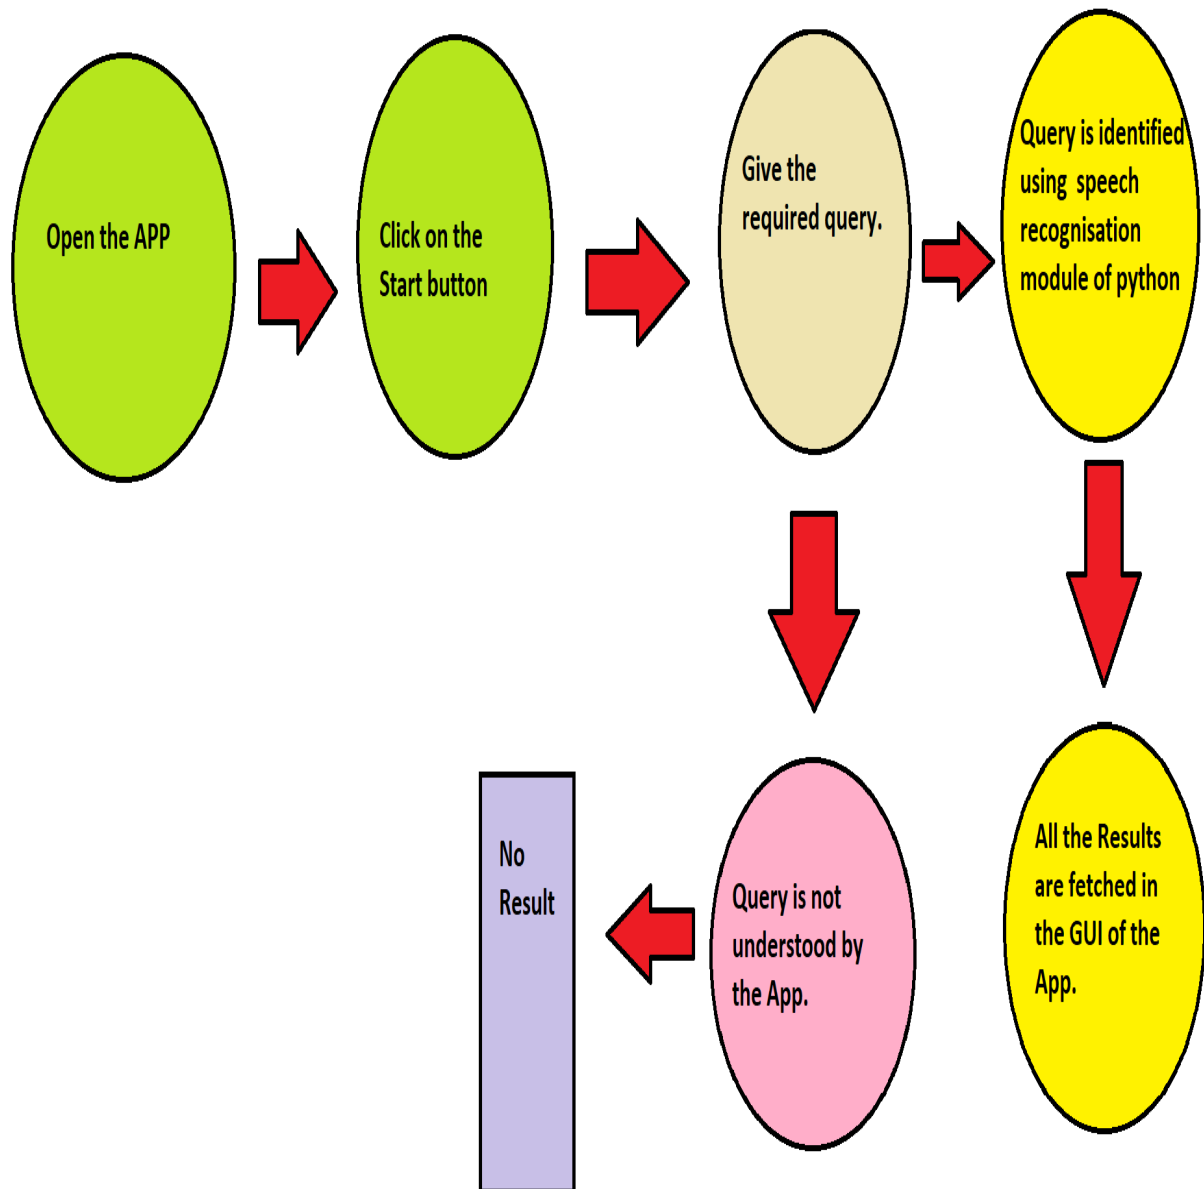 Open the APP
Click on the
Start button
Give the
required query.
Query is identified
using speech
recognisation
module of python
No
Result
Query is not
understood by
the App.
All the Results
are fetched in
the GUI of the
App.